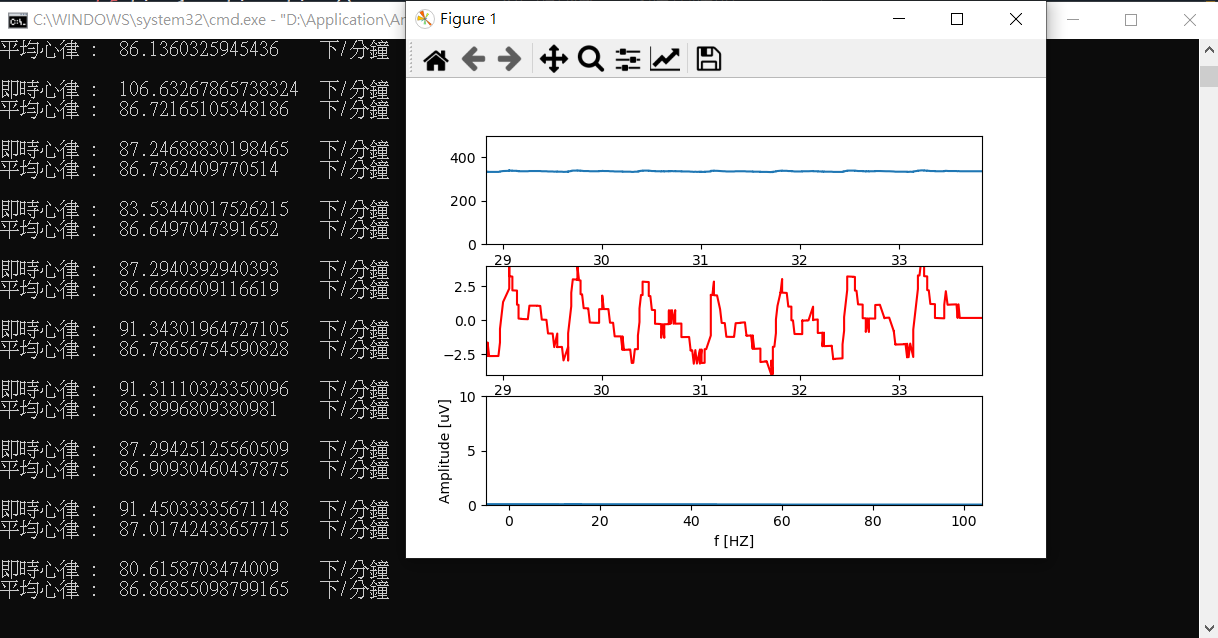 C:\WINDOWS\system32\cmd.exe - "D:\Application\Ar
平均心律 : 86.1360325945436 下/分鐘
即時心律 : 106.63267865738324 下/分鐘
平均心律 : 86.72165105348186 下/分鐘
即時心律 : 87.24688830198465 下/分鐘
平均心律 : 86.7362409770514 下/分鐘
即時心律 : 83.53440017526215 下/分鐘
平均心律 : 86.6497047391652 下/分鐘
即時心律 : 87.2940392940393 下/分鐘
平均心律 : 86.6666609116619 下/分鐘
即時心律 : 91.34301964727105 下/分鐘
平均心律 : 86.78656754590828 下/分鐘
即時心律 : 91.31110323350096 下/分鐘
平均心律 : 86.8996809380981 下/分鐘
即時心律 : 87.29425125560509 下/分鐘
平均心律 : 86.90930460437875 下/分鐘
即時心律 : 91.45033335671148 下/分鐘
平均心律 : 87.01742433657715 下/分鐘
即時心律 : 80.6158703474009 下/分鐘
平均心律 : 86.86855098799165 下/分鐘
Figure 1
400
200
0
29 30 31 32 33
2.5
0.0
−2.5
29 30 31 32 33
Amplitude [uV]
10
5
0
0 20 40 60 80 100
f [HZ]